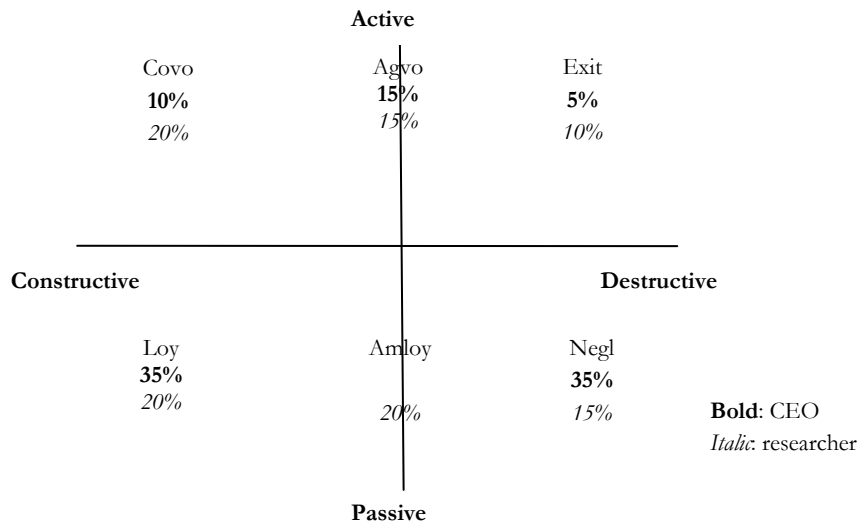 Active
Covo Agvo Exit
10% 15% 5%
20% 15% 10%
Constructive Destructive
Loy Amloy Negl
35% 35%
20% 20% 15%
Bold: CEO
Italic: researcher
Passive